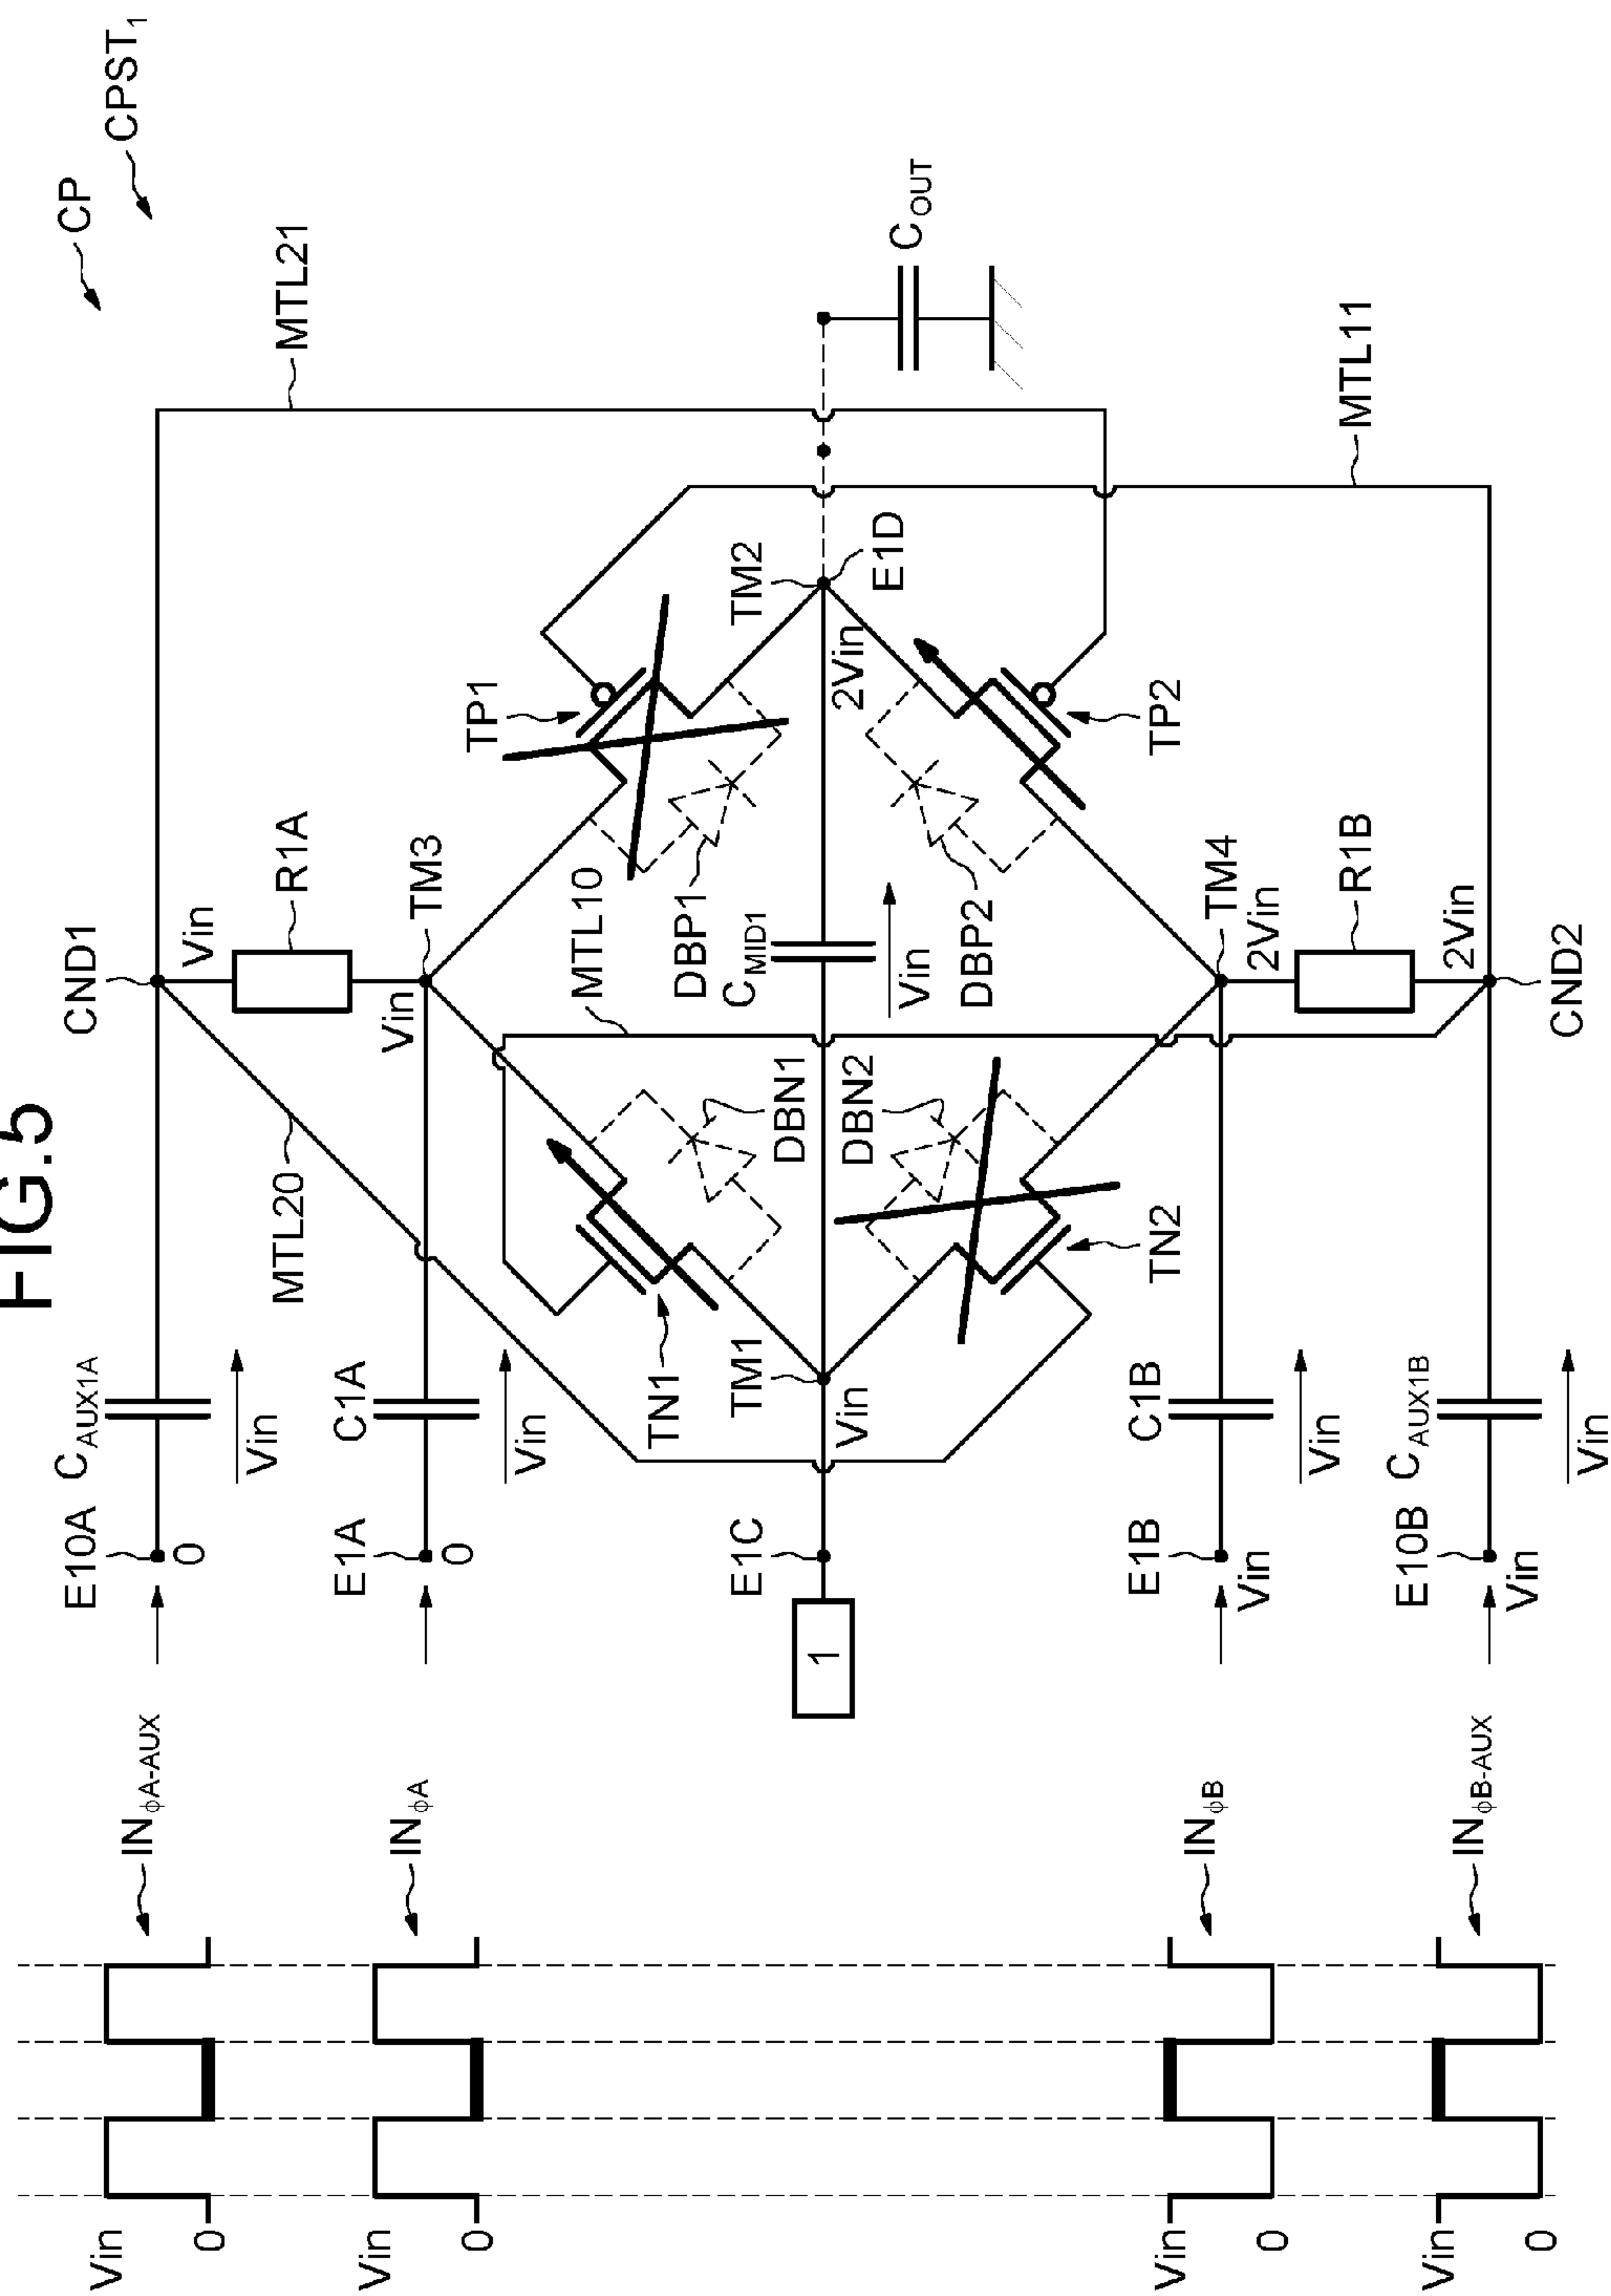 FIG.5
CP
CPST1
MTL21
COUT
MTL11
CND1
Vin
R1A
TM3
Vin
TP1
TM2
E1D
2Vin
TP2
DBP1
CMID1
Vin
DBP2
MTL10
TM4
2Vin
R1B
2Vin
CND2
MTL20
DBN1
DBN2
TN1
TM1
Vin
TN2
E10A
CAUX1A
0
Vin
E1A
C1A
0
Vin
E1C
1
E1B
C1B
Vin
Vin
E10B
CAUX1B
Vin
Vin
INϕA-AUX
INϕA
INϕB
INϕB-AUX
Vin
0
Vin
0
Vin
0
Vin
0